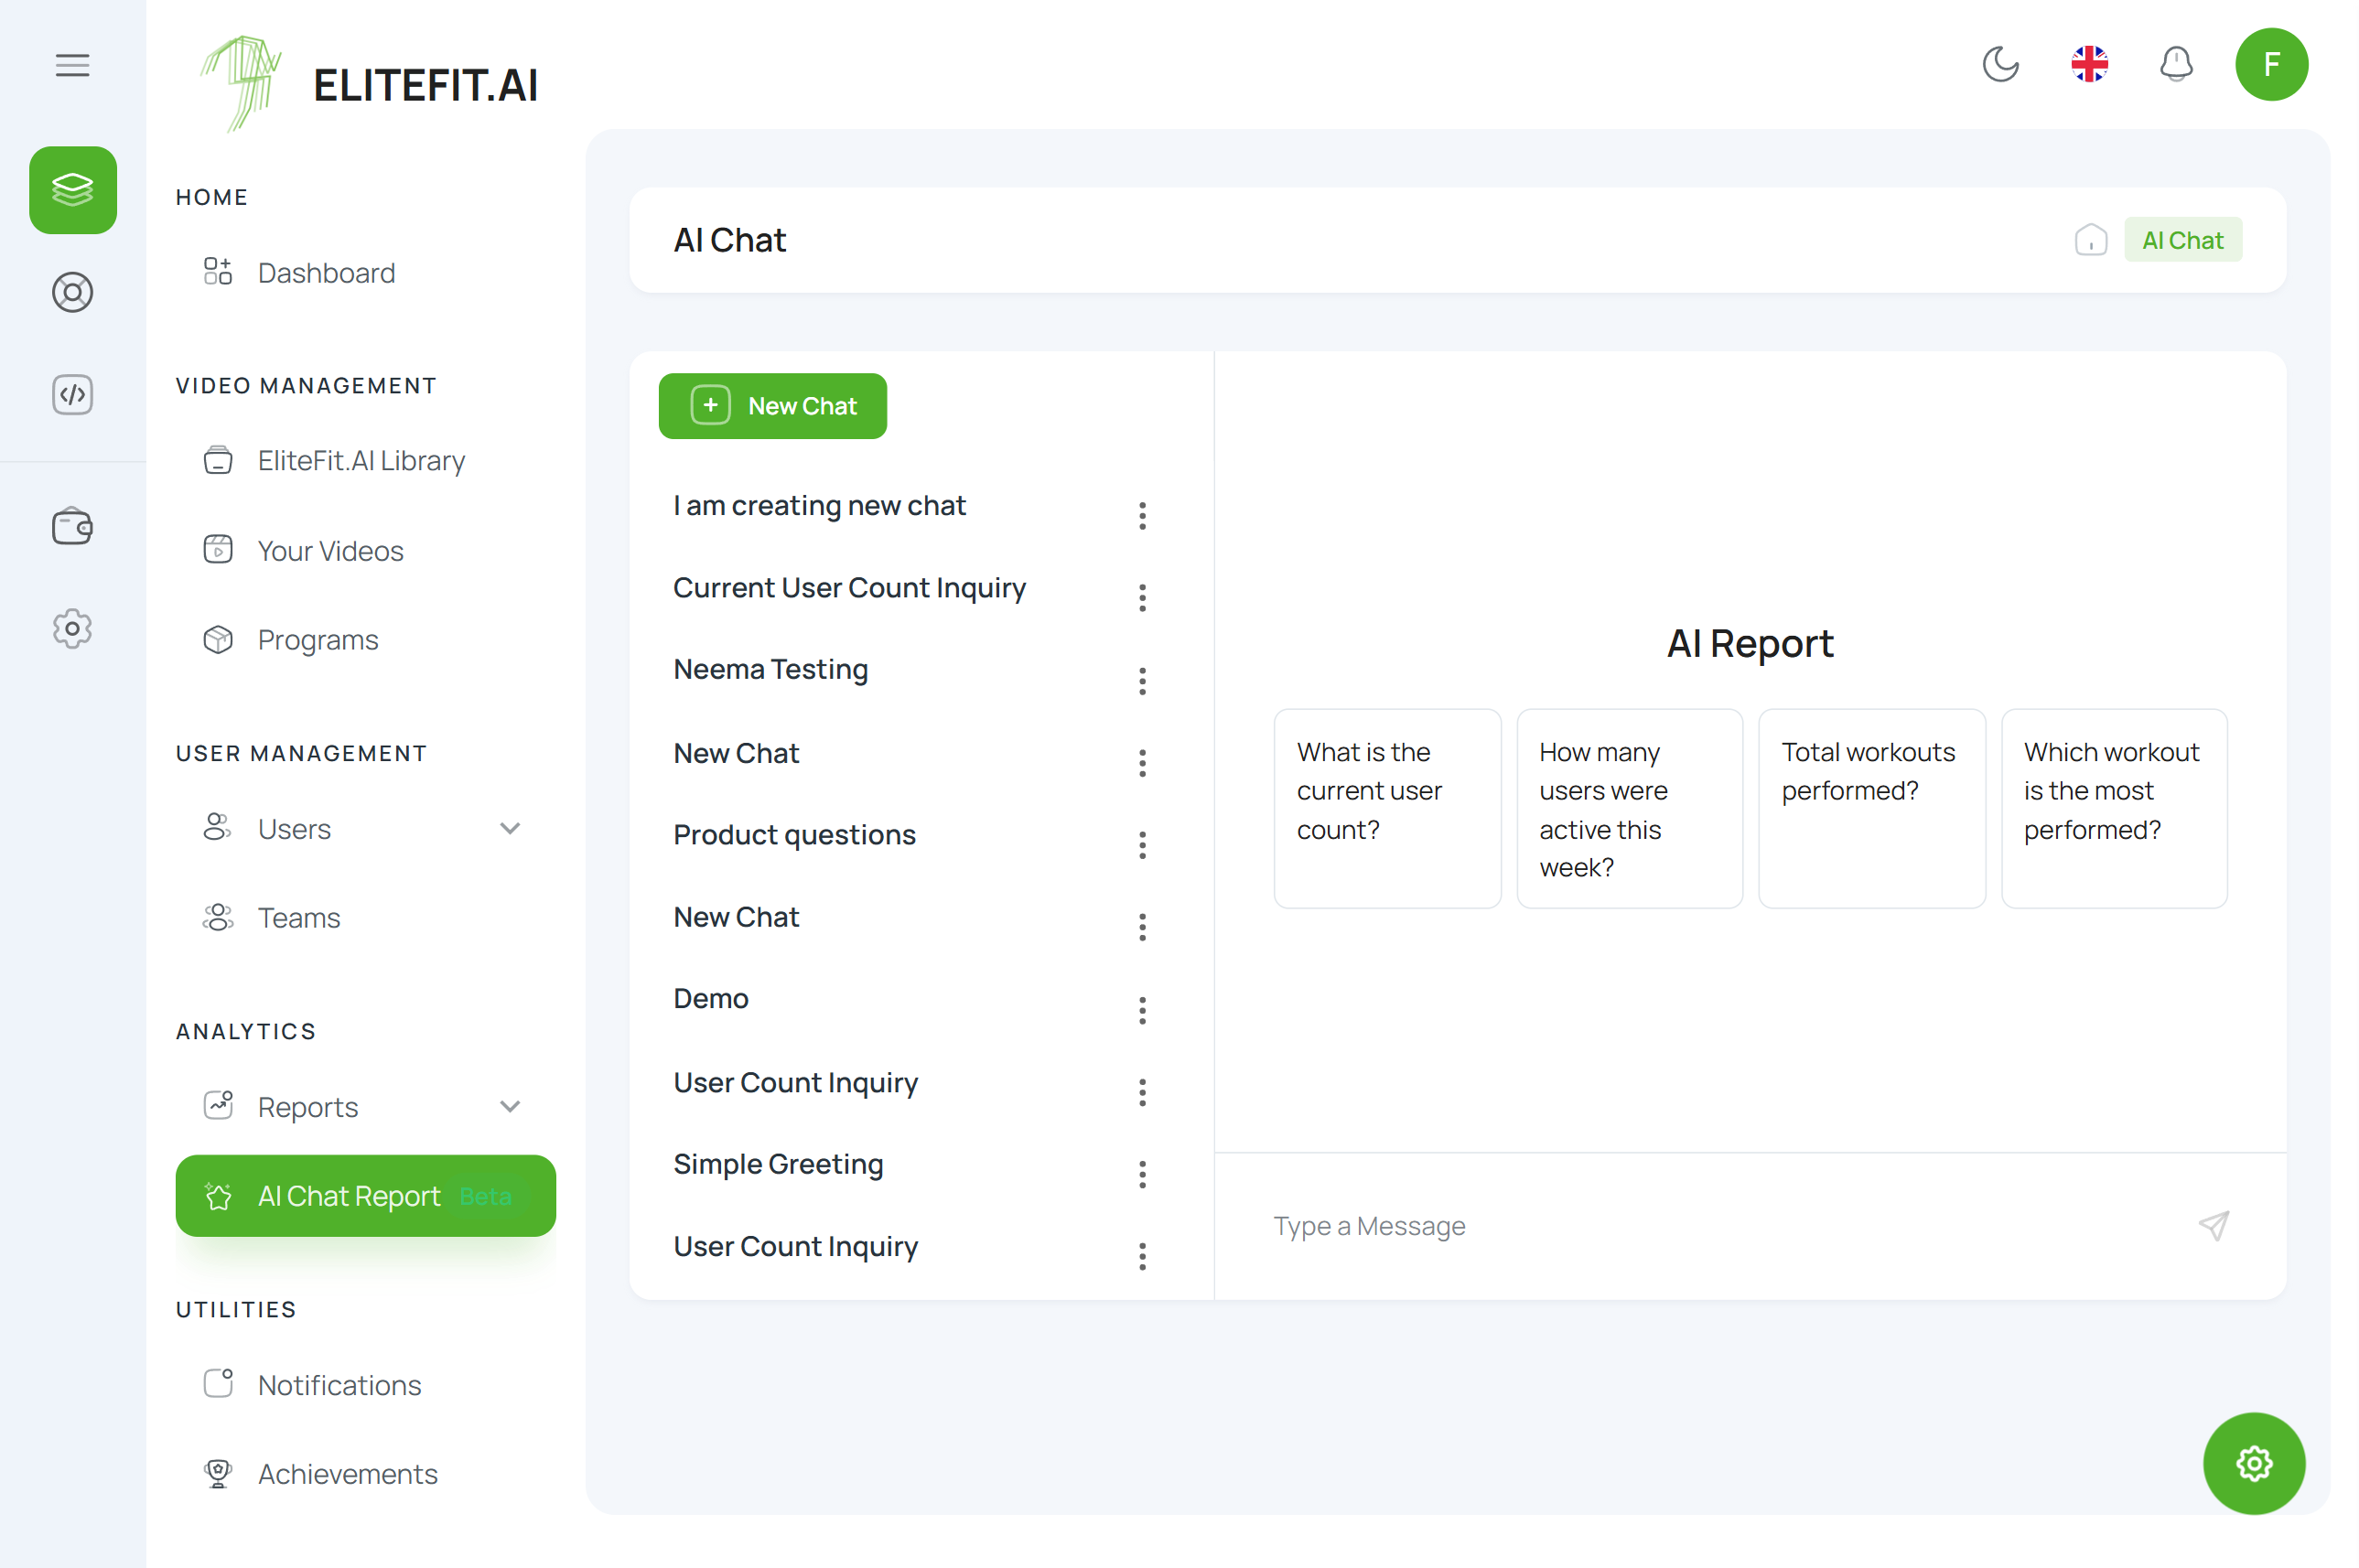 ELITEFIT.AI
F
HOME
Dashboard
VIDEO MANAGEMENT
EliteFit.AI Library
Your Videos
Programs
USER MANAGEMENT
Users
Teams
ANALYTICS
Reports
AI Chat Report Beta
UTILITIES
Notifications
Achievements
AI Chat
AI Chat
New Chat
I am creating new chat
Current User Count Inquiry
Neema Testing
New Chat
Product questions
New Chat
Demo
User Count Inquiry
Simple Greeting
User Count Inquiry
AI Report
What is the
current user
count?
How many
users were
active this
week?
Total workouts
performed?
Which workout
is the most
performed?
Type a Message